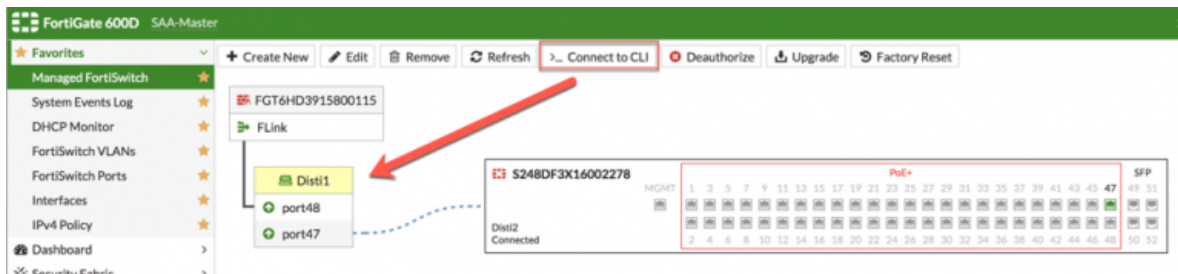 FortiGate 600D SAA-Master
Favorites
+ Create New Edit Remove Refresh >_ Connect to CLI Deauthorize Upgrade Factory Reset
Managed FortiSwitch
System Events Log
DHCP Monitor
FortiSwitch VLANs
FortiSwitch Ports
Interfaces
IPv4 Policy
Dashboard
Security Fabric
FGT6HD3915800115
FLink
Disti1
port48
port47
S248DF3X16002278
PoE+
SFP
MGMT 1 3 5 7 9 11 13 15 17 19 21 23 25 27 29 31 33 35 37 39 41 43 45 47 49 51
Disti2
Connected
2 4 6 8 10 12 14 16 18 20 22 24 26 28 30 32 34 36 38 40 42 44 46 48 50 52